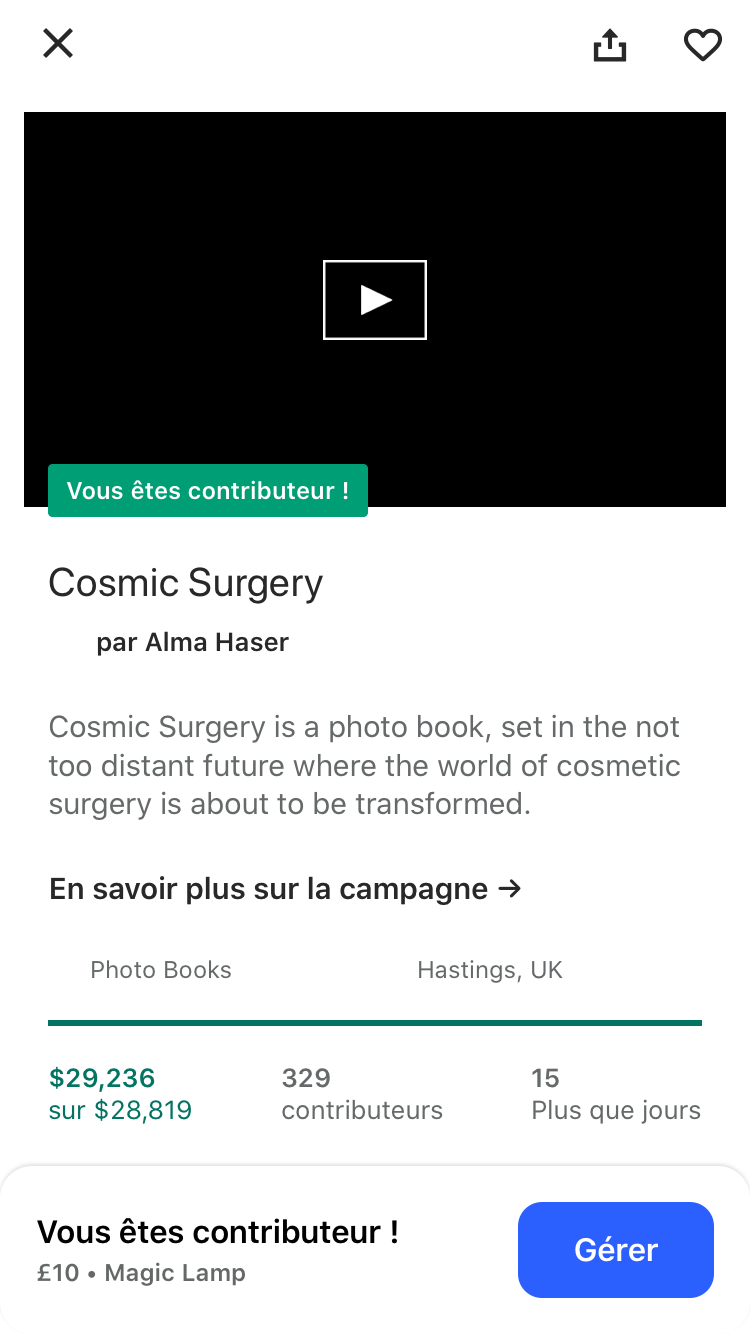 Vous êtes contributeur !
Cosmic Surgery
par Alma Haser
Cosmic Surgery is a photo book, set in the not
too distant future where the world of cosmetic
surgery is about to be transformed.
En savoir plus sur la campagne →
Photo Books
Hastings, UK
$29,236
sur $28,819
329
contributeurs
15
Plus que jours
Vous êtes contributeur !
£10 • Magic Lamp
Gérer